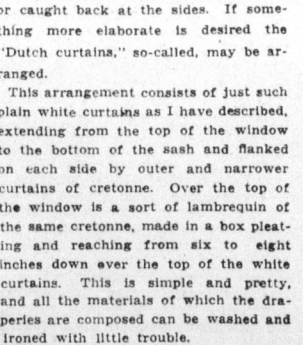 or caught back at the sides. If some-
thing more elaborate is desired the
"Dutch curtains," so-called, may be ar-
ranged.
This arrangement consists of just such
plain white curtains as I have described,
extending from the top of the window
to the bottom of the sash and flanked
on each side by outer and narrower
curtains of cretonne. Over the top of
the window is a sort of lambrequin of
the same cretonne, made in a box pleat-
ing and reaching from six to eight
inches down over the top of the white
curtains. This is simple and pretty,
and all the materials of which the dra-
peries are composed can be washed and
ironed with little trouble.